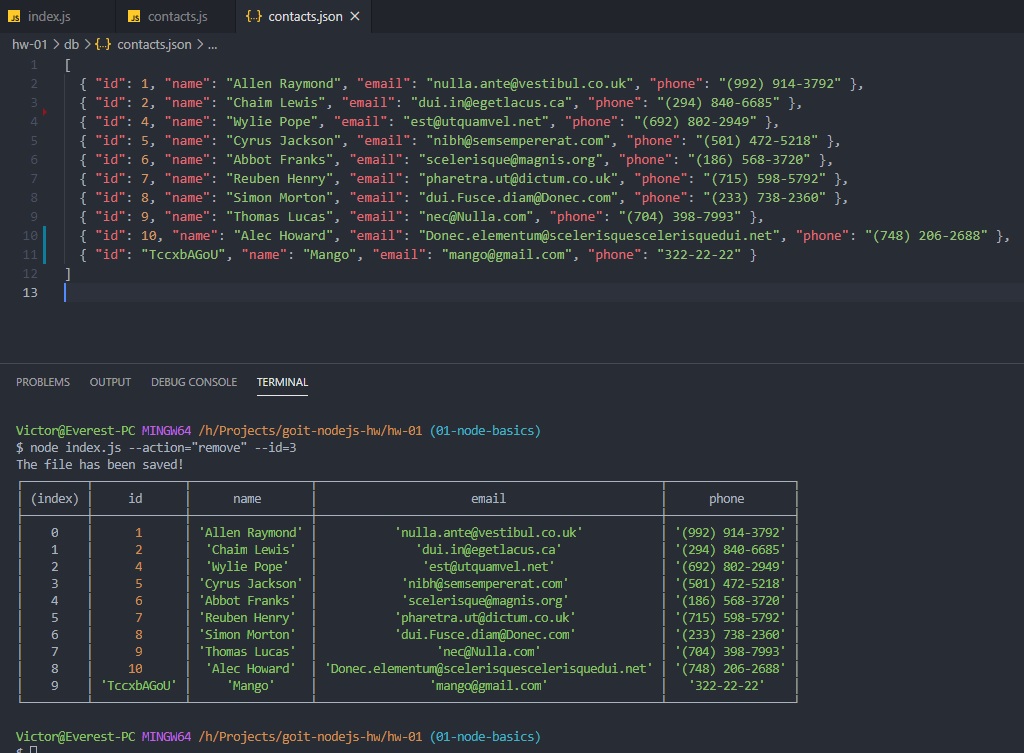 JS index.js JS contacts.js {..} contacts.json ×
hw-01 > db > {..} contacts.json > ...
1 [
2 { "id": 1, "name": "Allen Raymond", "email": "nulla.ante@vestibul.co.uk", "phone": "(992) 914-3792" },
3 { "id": 2, "name": "Chaim Lewis", "email": "dui.in@egetlacus.ca", "phone": "(294) 840-6685" },
4 { "id": 4, "name": "Wylie Pope", "email": "est@utquamvel.net", "phone": "(692) 802-2949" },
5 { "id": 5, "name": "Cyrus Jackson", "email": "nibh@semsempererat.com", "phone": "(501) 472-5218" },
6 { "id": 6, "name": "Abbot Franks", "email": "scelerisque@magnis.org", "phone": "(186) 568-3720" },
7 { "id": 7, "name": "Reuben Henry", "email": "pharetra.ut@dictum.co.uk", "phone": "(715) 598-5792" },
8 { "id": 8, "name": "Simon Morton", "email": "dui.Fusce.diam@Donec.com", "phone": "(233) 738-2360" },
9 { "id": 9, "name": "Thomas Lucas", "email": "nec@Nulla.com", "phone": "(704) 398-7993" },
10 { "id": 10, "name": "Alec Howard", "email": "Donec.elementum@scelerisquescelerisquedui.net", "phone": "(748) 206-2688" },
11 { "id": "TccxbAGoU", "name": "Mango", "email": "mango@gmail.com", "phone": "322-22-22" }
12 ]
13
PROBLEMS OUTPUT DEBUG CONSOLE TERMINAL
Victor@Everest-PC MINGW64 /h/Projects/goit-nodejs-hw/hw-01 (01-node-basics)
$ node index.js --action="remove" --id=3
The file has been saved!
(index) id name email phone
0 1 'Allen Raymond' 'nulla.ante@vestibul.co.uk' '(992) 914-3792'
1 2 'Chaim Lewis' 'dui.in@egetlacus.ca' '(294) 840-6685'
2 4 'Wylie Pope' 'est@utquamvel.net' '(692) 802-2949'
3 5 'Cyrus Jackson' 'nibh@semsempererat.com' '(501) 472-5218'
4 6 'Abbot Franks' 'scelerisque@magnis.org' '(186) 568-3720'
5 7 'Reuben Henry' 'pharetra.ut@dictum.co.uk' '(715) 598-5792'
6 8 'Simon Morton' 'dui.Fusce.diam@Donec.com' '(233) 738-2360'
7 9 'Thomas Lucas' 'nec@Nulla.com' '(704) 398-7993'
8 10 'Alec Howard' 'Donec.elementum@scelerisquescelerisquedui.net' '(748) 206-2688'
9 'TccxbAGoU' 'Mango' 'mango@gmail.com' '322-22-22'
Victor@Everest-PC MINGW64 /h/Projects/goit-nodejs-hw/hw-01 (01-node-basics)
$